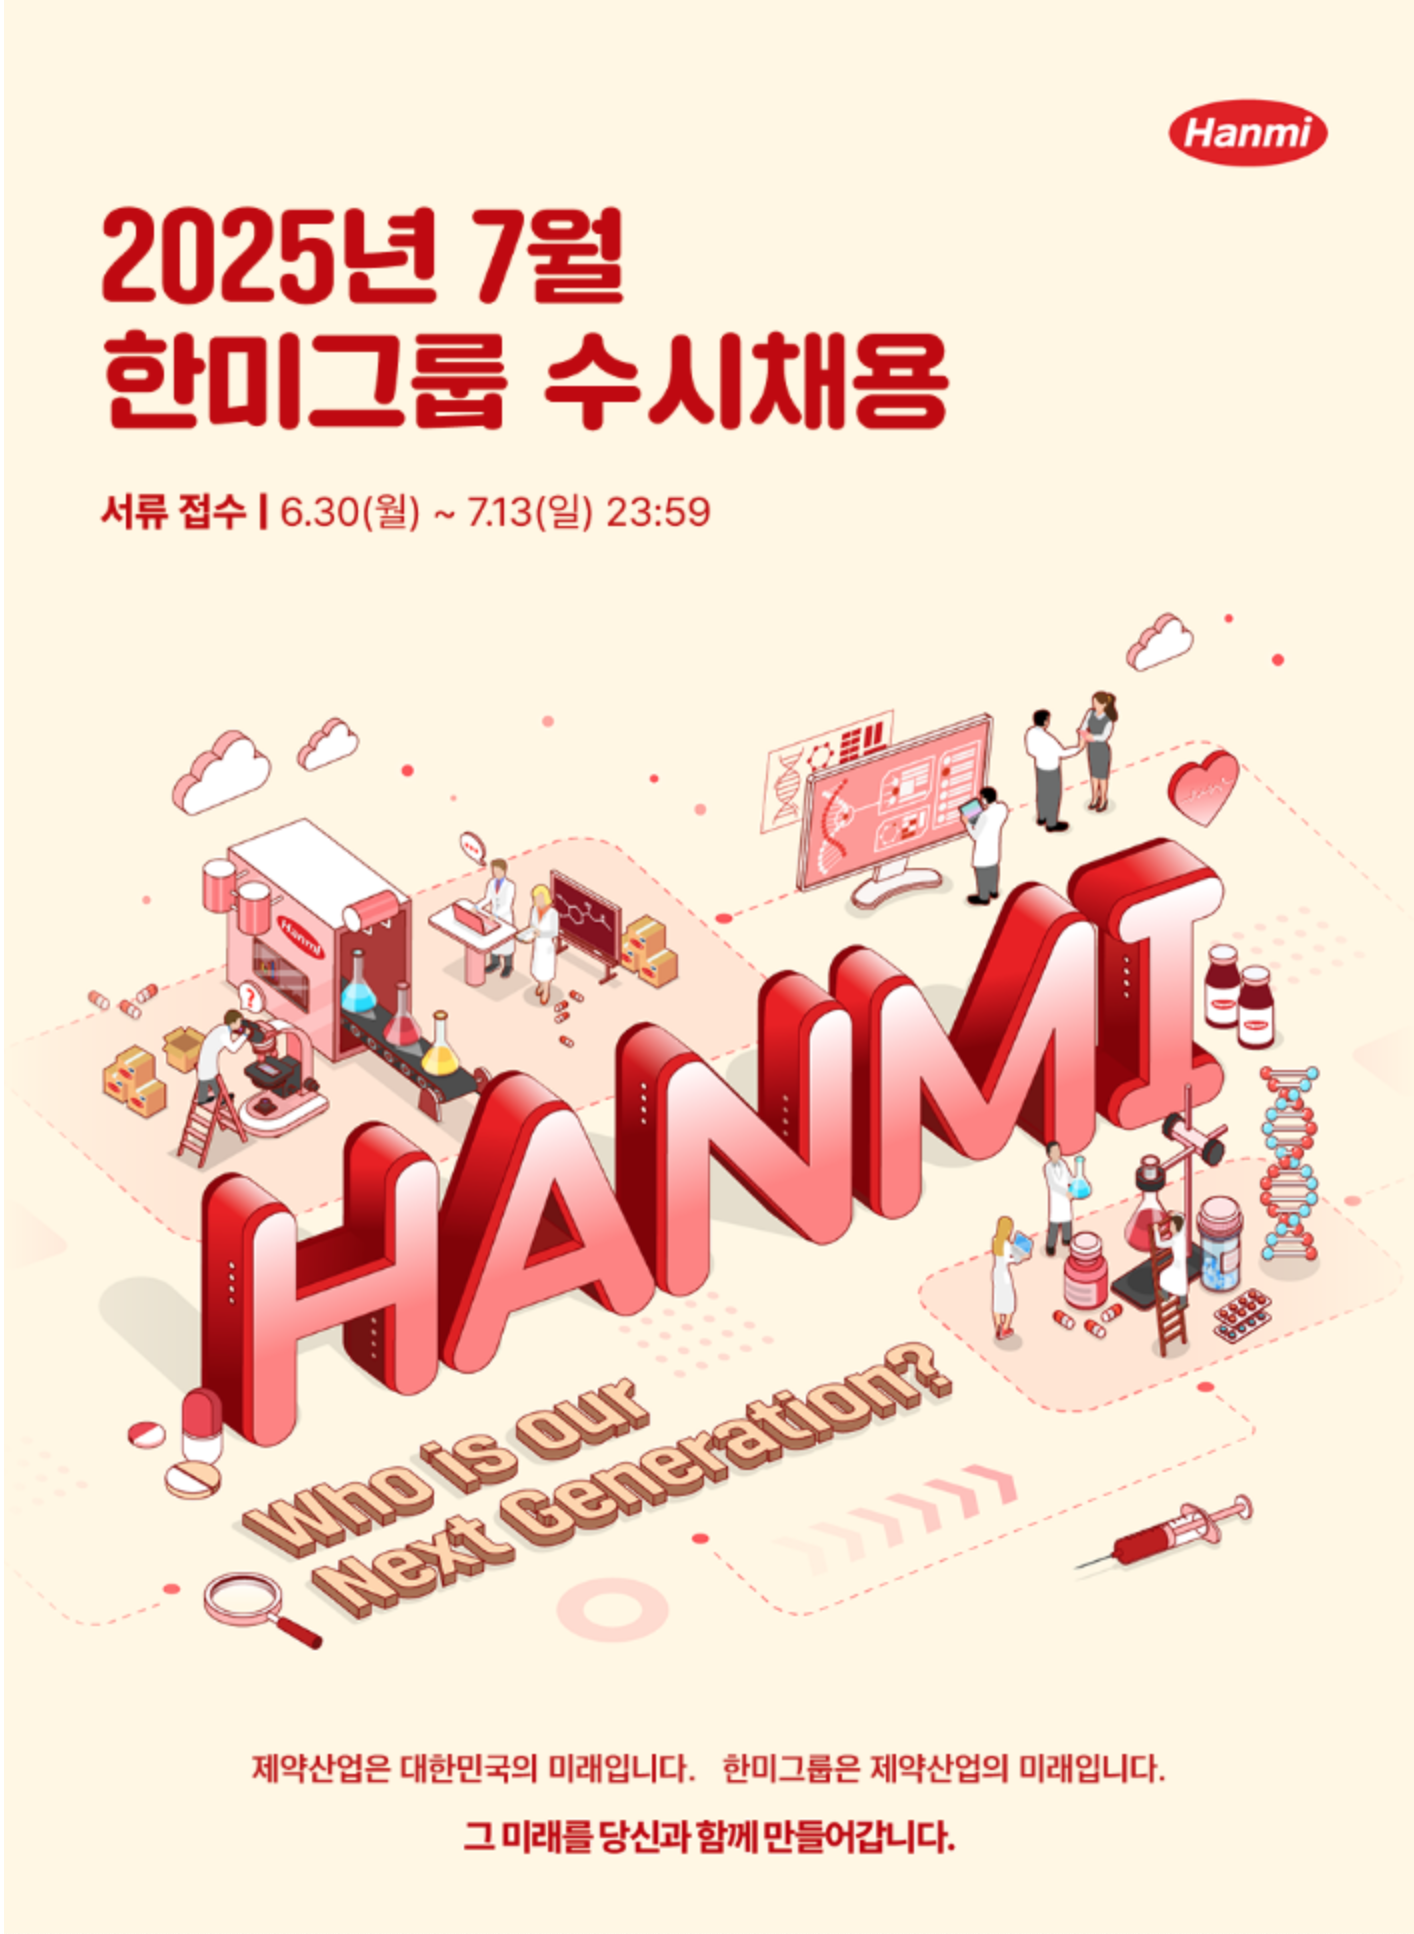 Hanmi
2025년 7월
한미그룹 수시채용
서류 접수 | 6.30(월) ~ 7.13(일) 23:59
Hanmi
?
HANMI
Who is our
Next Generation?
제약산업은 대한민국의 미래입니다. 한미그룹은 제약산업의 미래입니다.
그 미래를 당신과 함께 만들어갑니다.